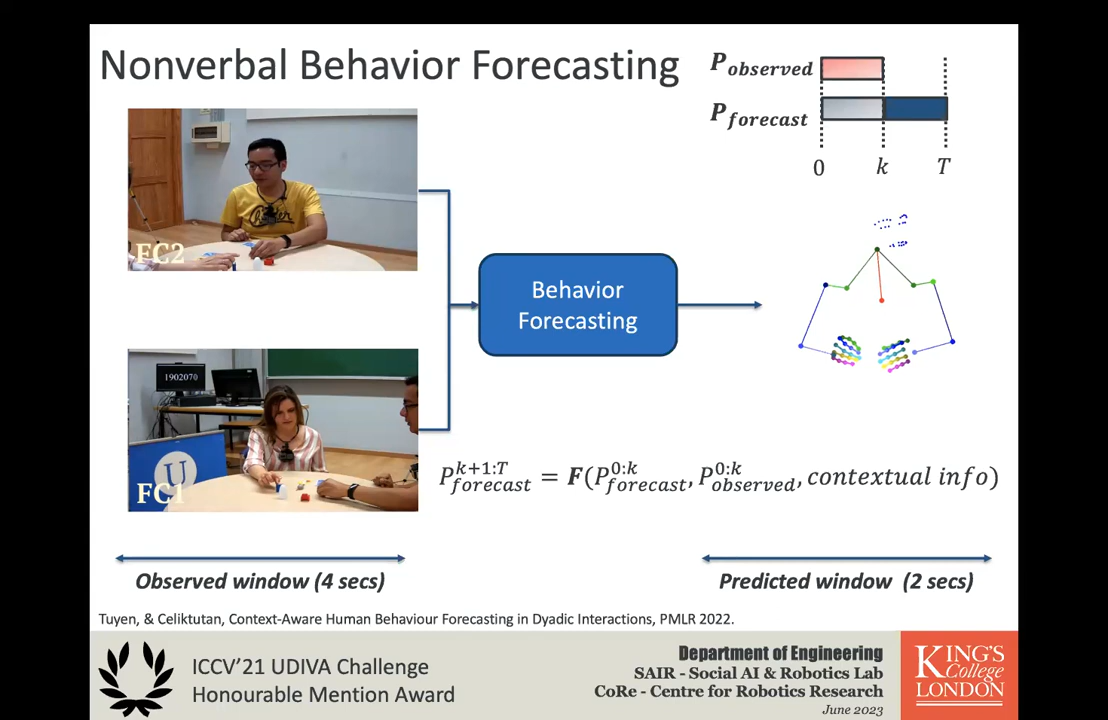 Nonverbal Behavior Forecasting
P_observed
P_forecast
0 k T
FC2
Behavior
Forecasting
1902070
U
FC1
P_forecast^{k+1:T} = F(P_forecast^{0:k}, P_observed^{0:k}, contextual info)
Observed window (4 secs)
Predicted window (2 secs)
Tuyen, & Celiktutan, Context-Aware Human Behaviour Forecasting in Dyadic Interactions, PMLR 2022.
ICCV'21 UDIVA Challenge
Honourable Mention Award
Department of Engineering
SAIR - Social AI & Robotics Lab
CoRe - Centre for Robotics Research
June 2023
KING'S
College
LONDON